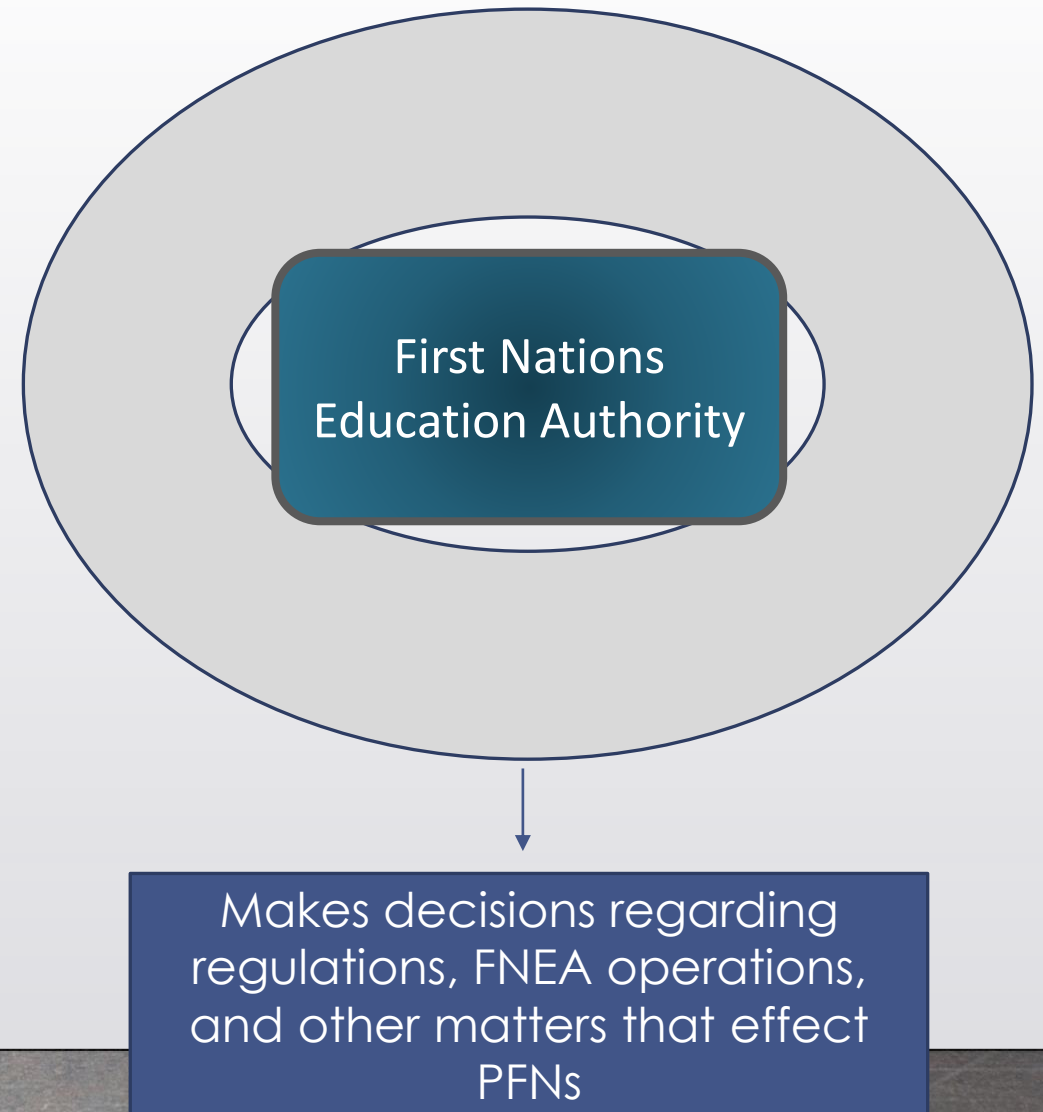 First Nations
Education Authority
Makes decisions regarding
regulations, FNEA operations,
and other matters that effect
PFNs